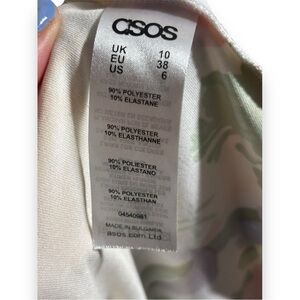 asos
UK 10
EU 38
US 6
90% POLYESTER
10% ELASTANE
90% POLYESTER
10% ELASTHANNE
90% POLIESTER
10% ELASTANO
90% POLYESTER
10% ELASTHAN
04540981
MADE IN BULGARIA
asos.com Ltd